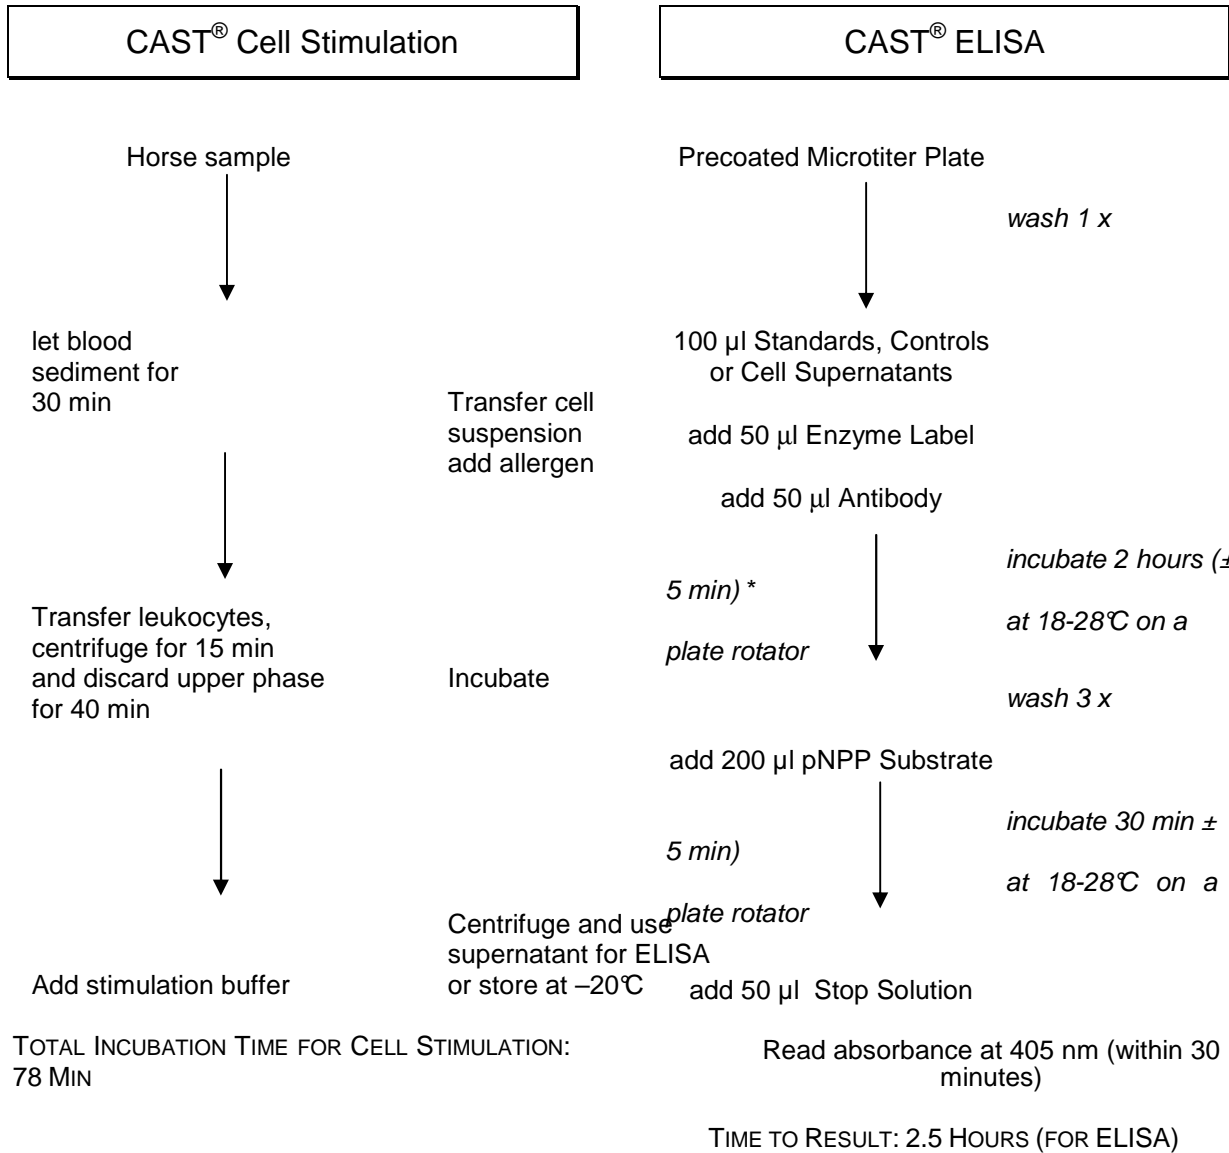 CAST® Cell Stimulation
Horse sample
let blood
sediment for
30 min
Transfer cell
suspension
add allergen
Transfer leukocytes,
centrifuge for 15 min
and discard upper phase
for 40 min
Incubate
Add stimulation buffer
Centrifuge and use
supernatant for ELISA
or store at –20°C
TOTAL INCUBATION TIME FOR CELL STIMULATION:
78 MIN
CAST® ELISA
Precoated Microtiter Plate
wash 1 x
100 µl Standards, Controls
or Cell Supernatants
add 50 µl Enzyme Label
add 50 µl Antibody
incubate 2 hours (±
5 min) *
at 18-28°C on a
plate rotator
wash 3 x
add 200 µl pNPP Substrate
incubate 30 min ±
5 min)
at 18-28°C on a
plate rotator
add 50 µl Stop Solution
Read absorbance at 405 nm (within 30
minutes)
TIME TO RESULT: 2.5 HOURS (FOR ELISA)